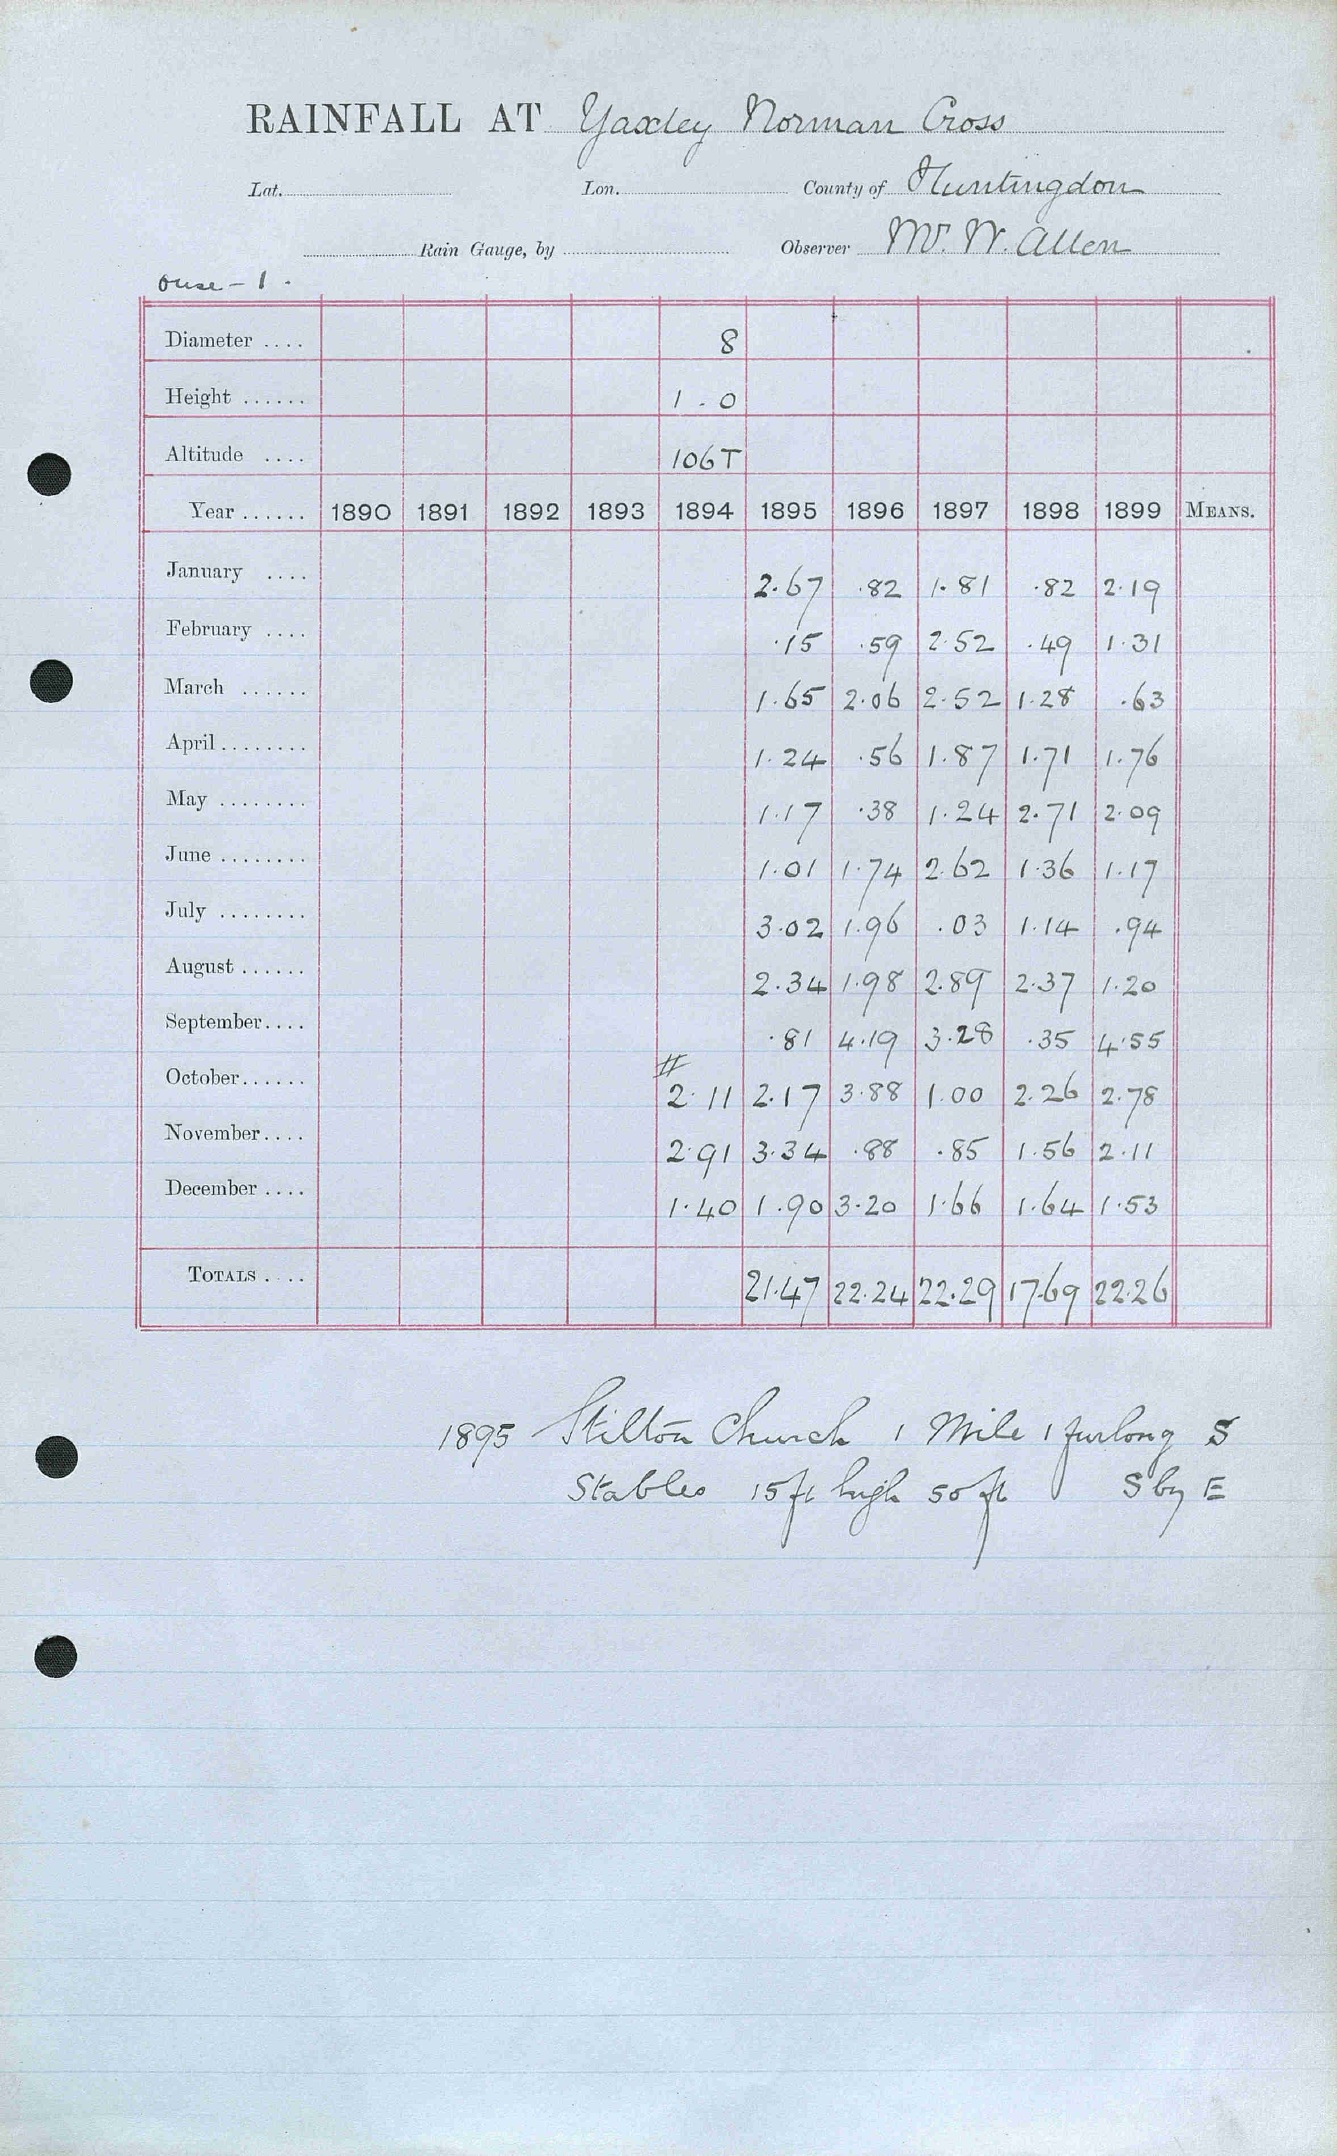 RAINFALL AT Yaxley Norman Cross
Lat. Lon. County of Huntingdon
Rain Gauge, by Observer Mr. W. Allen
Ouse - 1.
Diameter .... 8
Height ...... 1 . 0
Altitude .... 106T
Year ...... 1890 1891 1892 1893 1894 1895 1896 1897 1898 1899 MEANS.
January .... 2.67 .82 1.81 .82 2.19
February .... .15 .59 2.52 .49 1.31
March ...... 1.65 2.06 2.52 1.28 .63
April ........ 1.24 .56 1.87 1.71 1.76
May ........ 1.17 .38 1.24 2.71 2.09
June ........ 1.01 1.74 2.62 1.36 1.17
July ........ 3.02 1.96 .03 1.14 .94
August ...... 2.34 1.98 2.89 2.37 1.20
September.... .81 4.19 3.28 .35 4.55
#
October...... 2.11 2.17 3.88 1.00 2.26 2.78
November.... 2.91 3.34 .88 .85 1.56 2.11
December .... 1.40 1.90 3.20 1.66 1.64 1.53
TOTALS .... 21.47 22.24 22.29 17.69 22.26
1895 Stilton Church 1 Mile 1 furlong S
Stables 15ft high 50 ft S by E